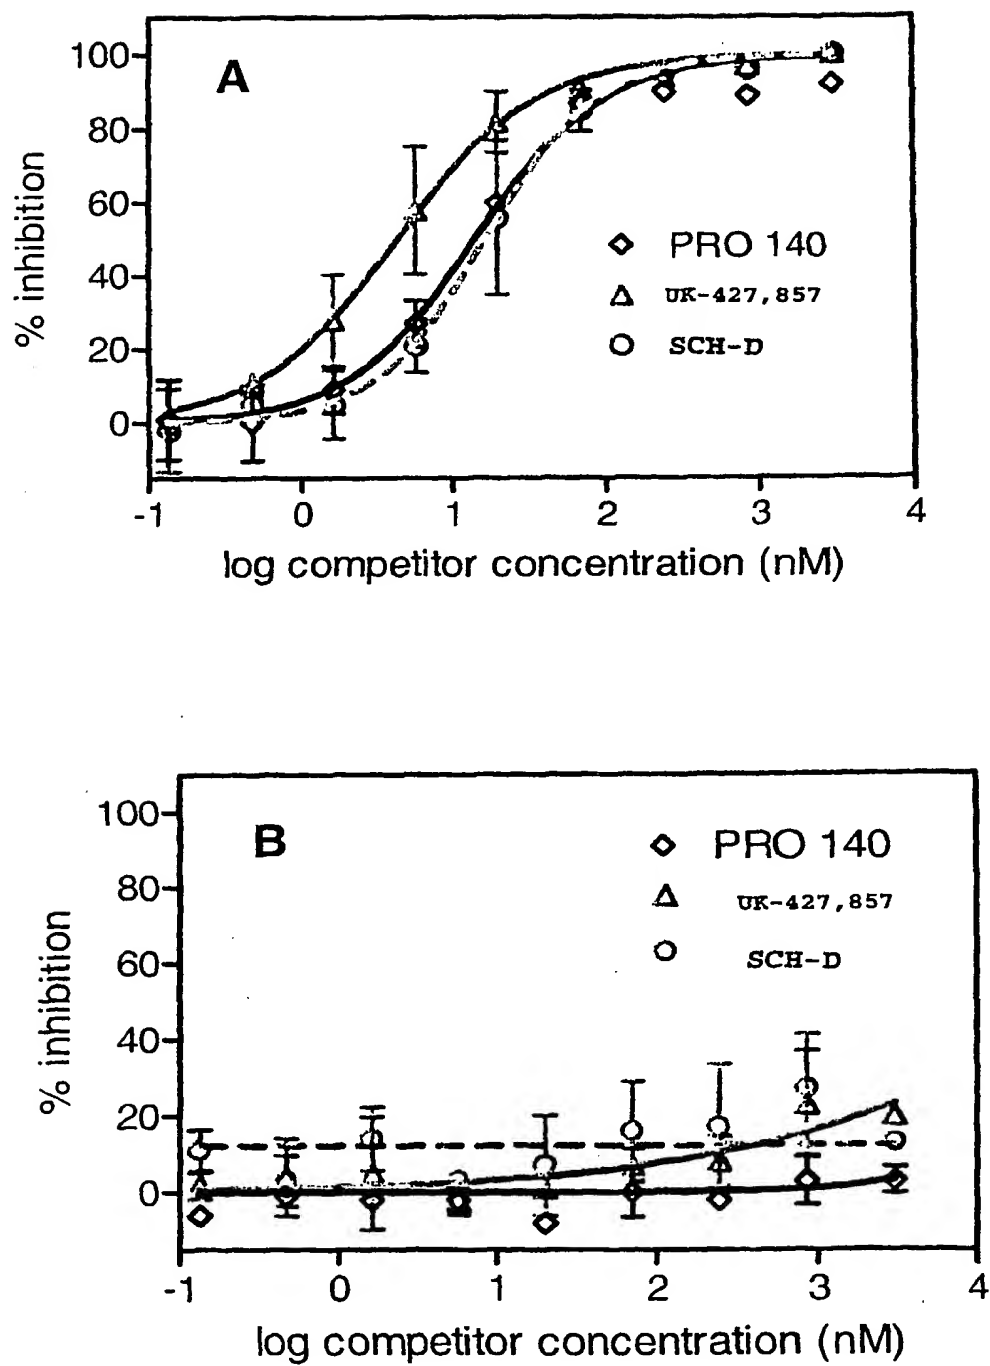 A
100
80
60
40
20
0
% inhibition
PRO 140
UK-427,857
SCH-D
-1 0 1 2 3 4
log competitor concentration (nM)
B
100
80
60
40
20
0
% inhibition
PRO 140
UK-427,857
SCH-D
-1 0 1 2 3 4
log competitor concentration (nM)